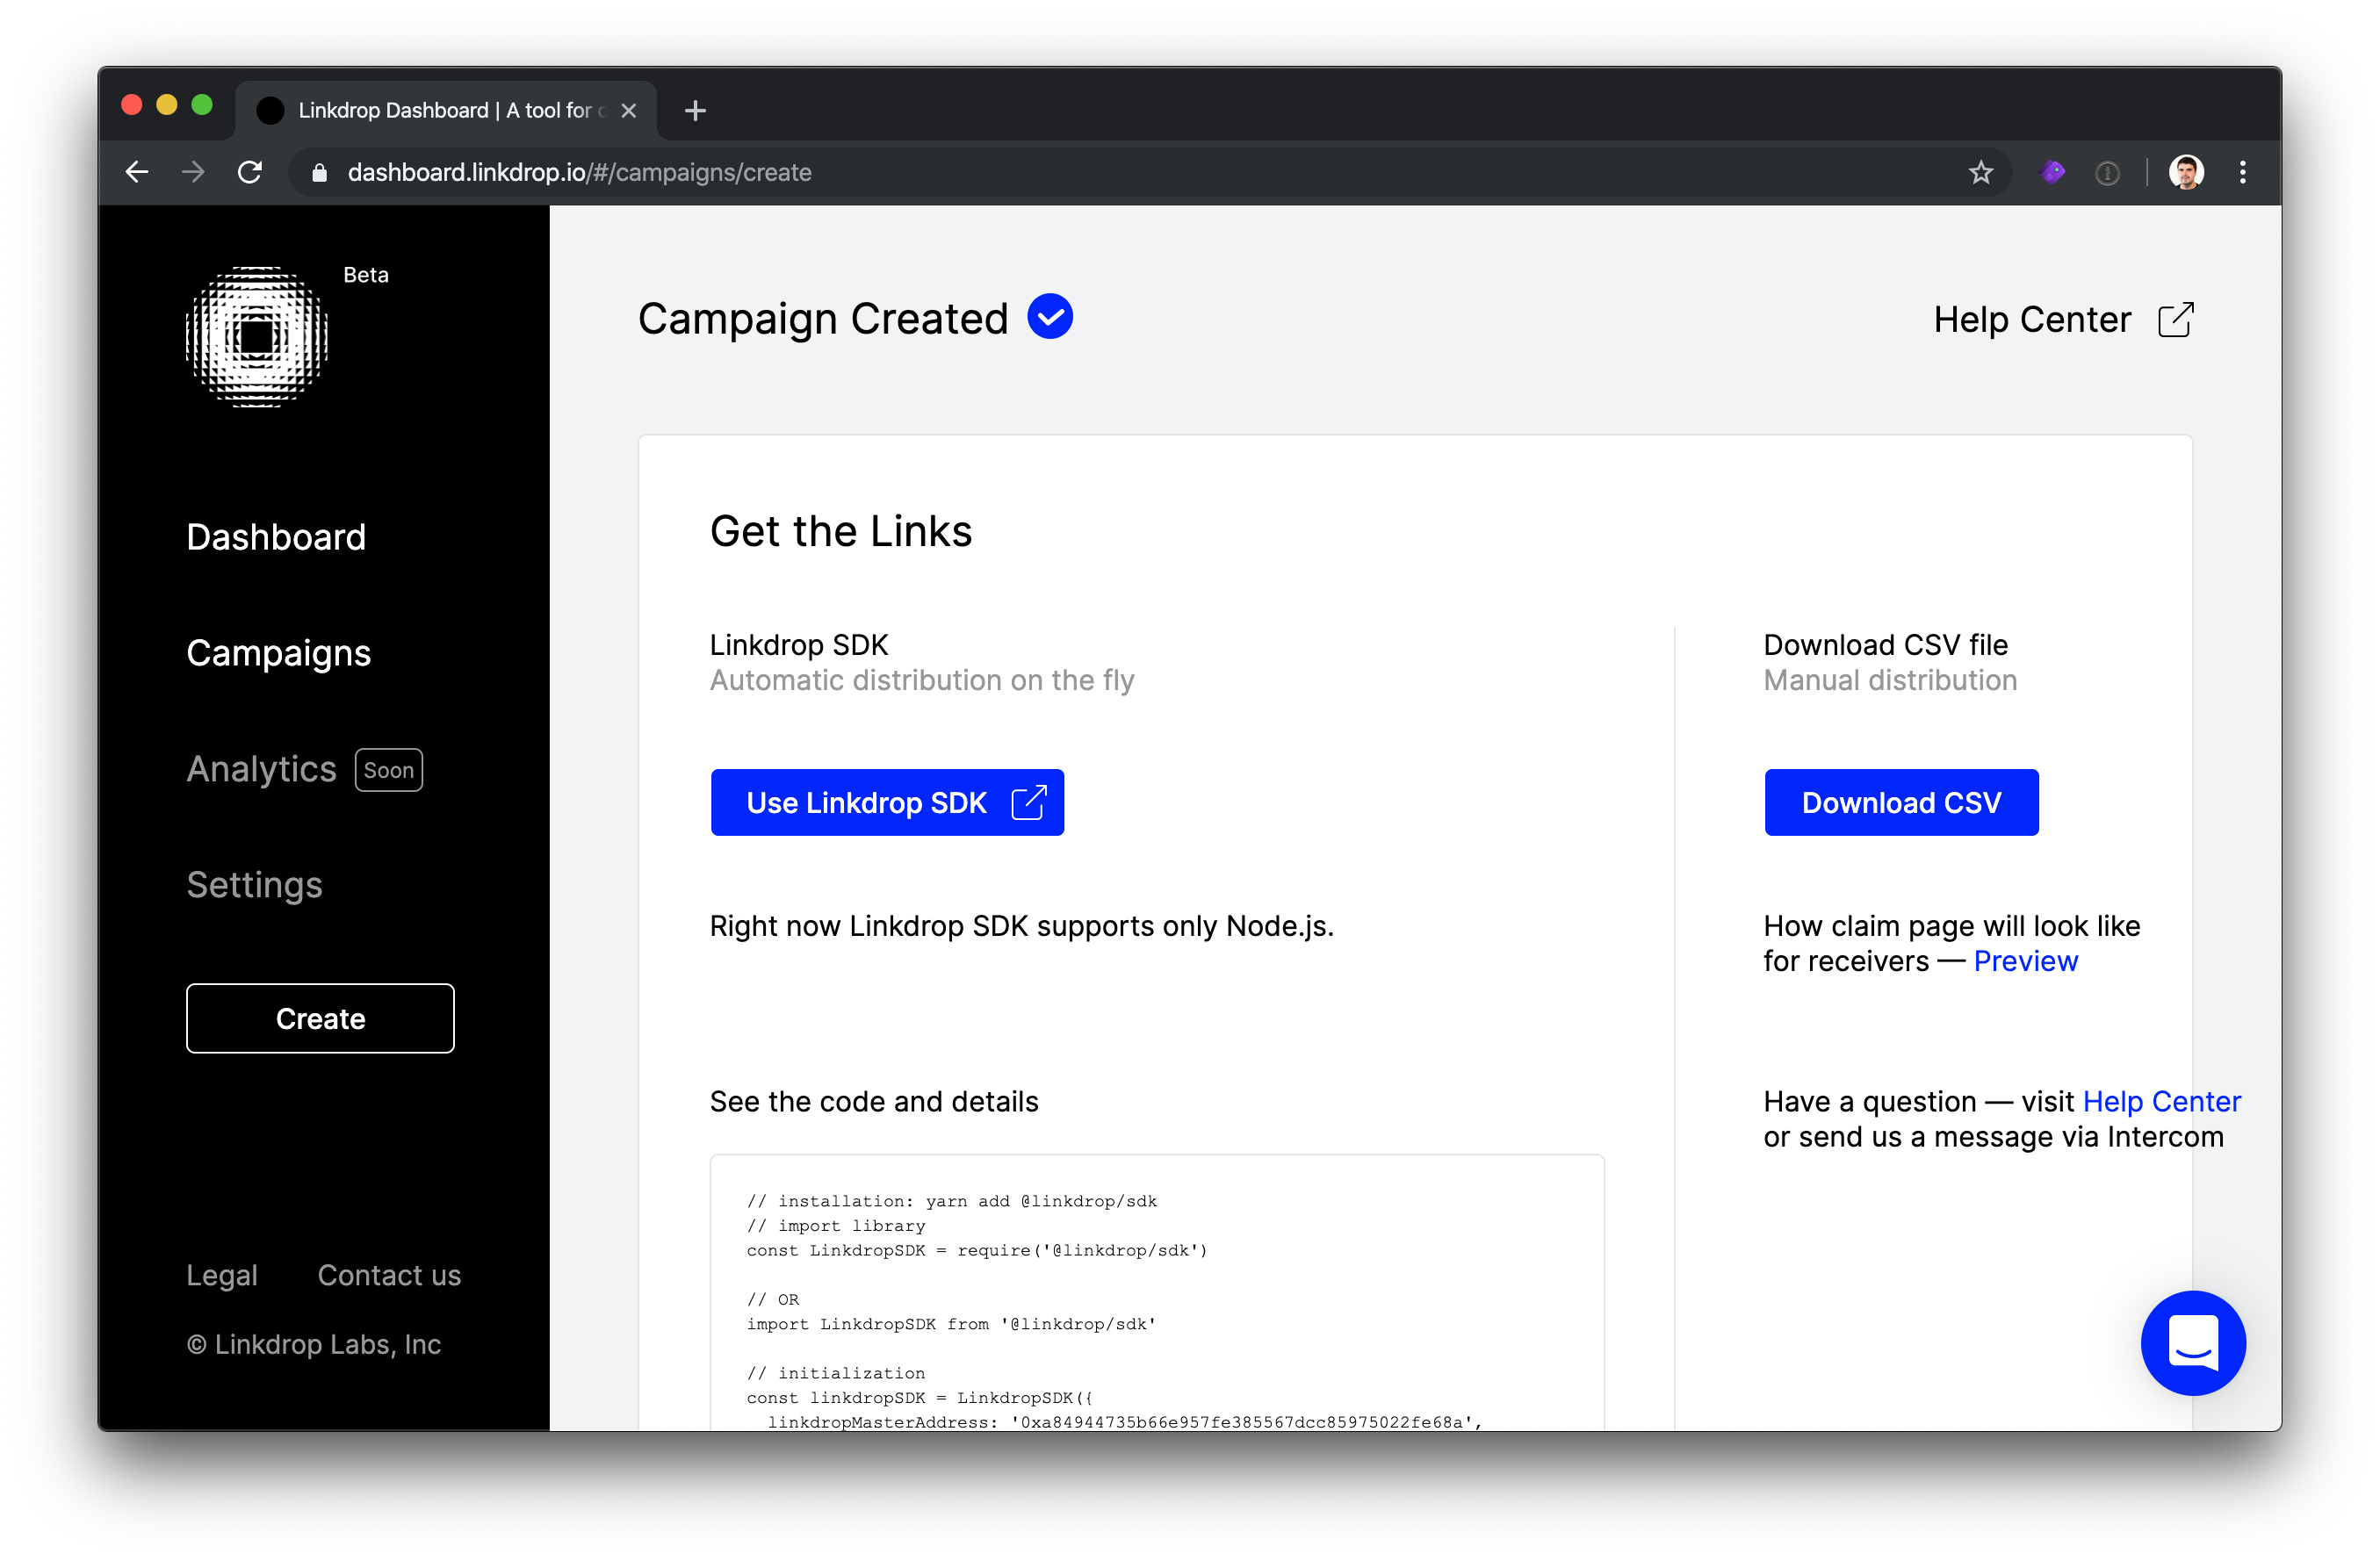 Linkdrop Dashboard | A tool for
dashboard.linkdrop.io/#/campaigns/create
Beta
Dashboard
Campaigns
Analytics Soon
Settings
Create
Legal Contact us
© Linkdrop Labs, Inc
Campaign Created
Help Center
Get the Links
Linkdrop SDK
Automatic distribution on the fly
Use Linkdrop SDK
Right now Linkdrop SDK supports only Node.js.
See the code and details
// installation: yarn add @linkdrop/sdk
// import library
const LinkdropSDK = require('@linkdrop/sdk')
// OR
import LinkdropSDK from '@linkdrop/sdk'
// initialization
const linkdropSDK = LinkdropSDK({
linkdropMasterAddress: '0xa84944735b66e957fe385567dcc85975022fe68a',
Download CSV file
Manual distribution
Download CSV
How claim page will look like
for receivers — Preview
Have a question — visit Help Center
or send us a message via Intercom